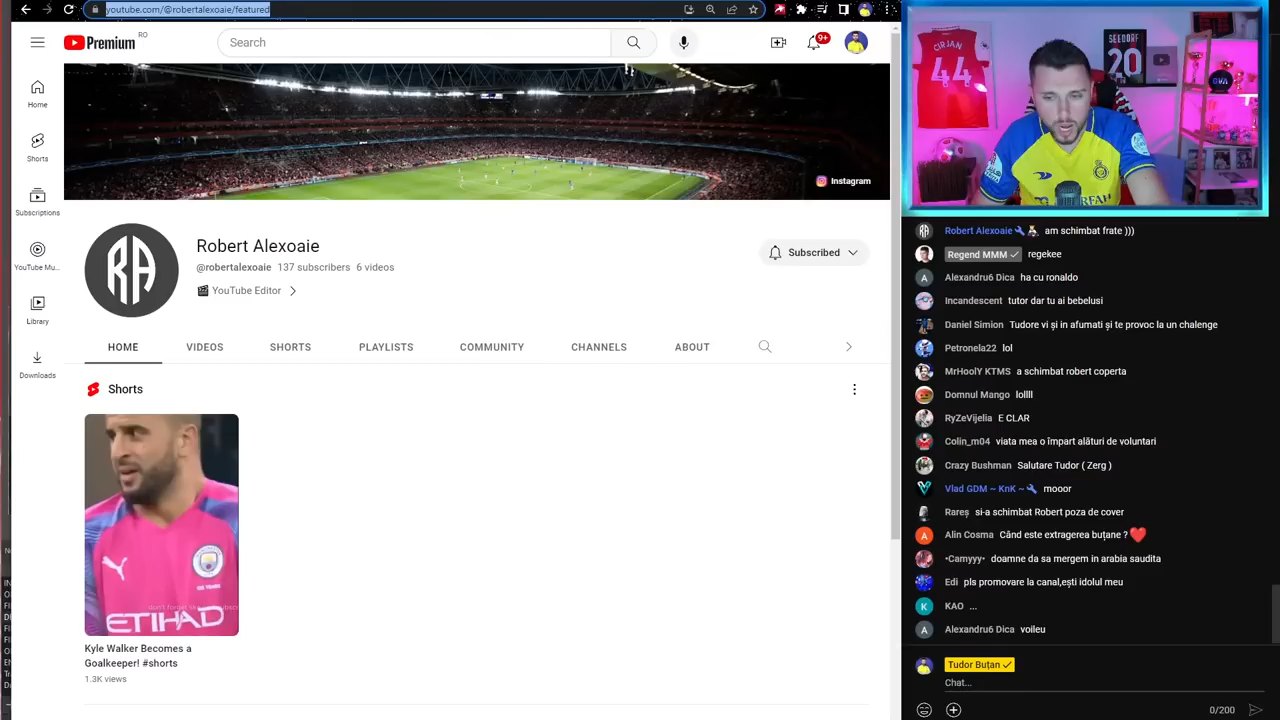 youtube.com/@robertalexoaie/featured
Premium RO
Search
9+
Home
Shorts
Subscriptions
YouTube Mu...
Library
Downloads
Instagram
RA
Robert Alexoaie
@robertalexoaie 137 subscribers 6 videos
YouTube Editor
Subscribed
HOME VIDEOS SHORTS PLAYLISTS COMMUNITY CHANNELS ABOUT
Shorts
ETIHAD
Kyle Walker Becomes a
Goalkeeper! #shorts
1.3K views
CIRJAN
44
SEEDORF
20
Robert Alexoaie am schimbat frate )))
Regend MMM regekee
Alexandru6 Dica ha cu ronaldo
Incandescent tutor dar tu ai bebelusi
Daniel Simion Tudore vi și in afumati și te provoc la un chalenge
Petronela22 lol
MrHoolY KTMS a schimbat robert coperta
Domnul Mango lollll
RyZeVijelia E CLAR
Colin_m04 viata mea o împart alături de voluntari
Crazy Bushman Salutare Tudor ( Zerg )
Vlad GDM ~ KnK ~ mooor
Rareș si-a schimbat Robert poza de cover
Alin Cosma Când este extragerea buțane ?
•Camyyy• doamne da sa mergem in arabia saudita
Edi pls promovare la canal,ești idolul meu
KAO ...
Alexandru6 Dica voileu
Tudor Buțan
Chat...
0/200